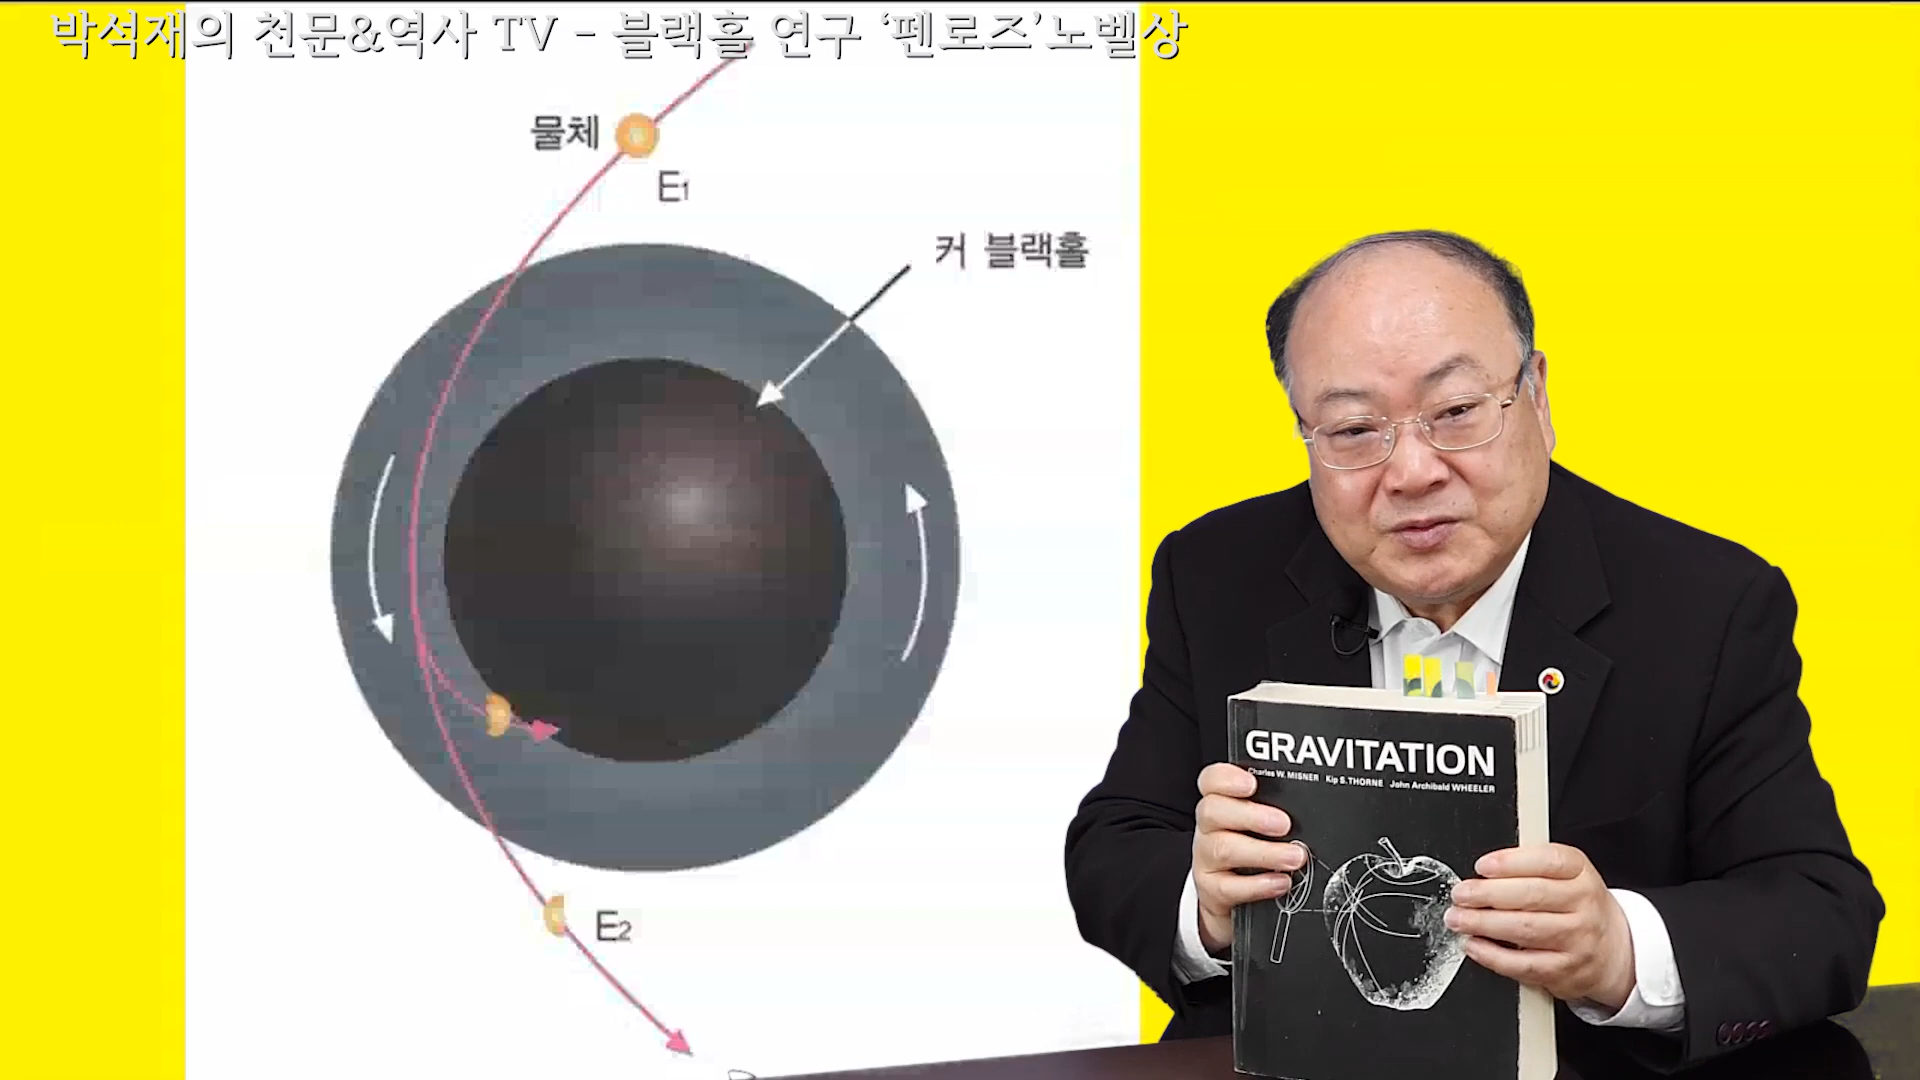 박석재의 천문&역사 TV - 블랙홀 연구 ‘펜로즈’노벨상
물체
E1
커 블랙홀
E2
GRAVITATION
Charles W. MISNER Kip S. THORNE John Archibald WHEELER